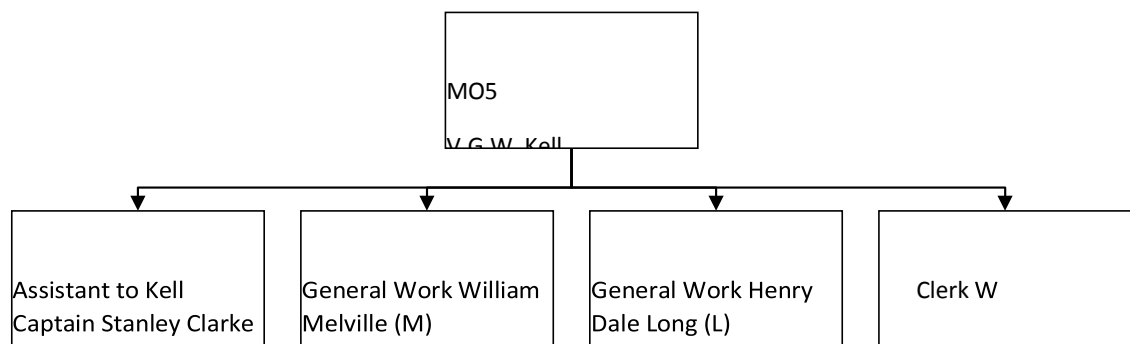 MO5
V.G.W. Kell
Assistant to Kell
Captain Stanley Clarke
General Work William
Melville (M)
General Work Henry
Dale Long (L)
Clerk W